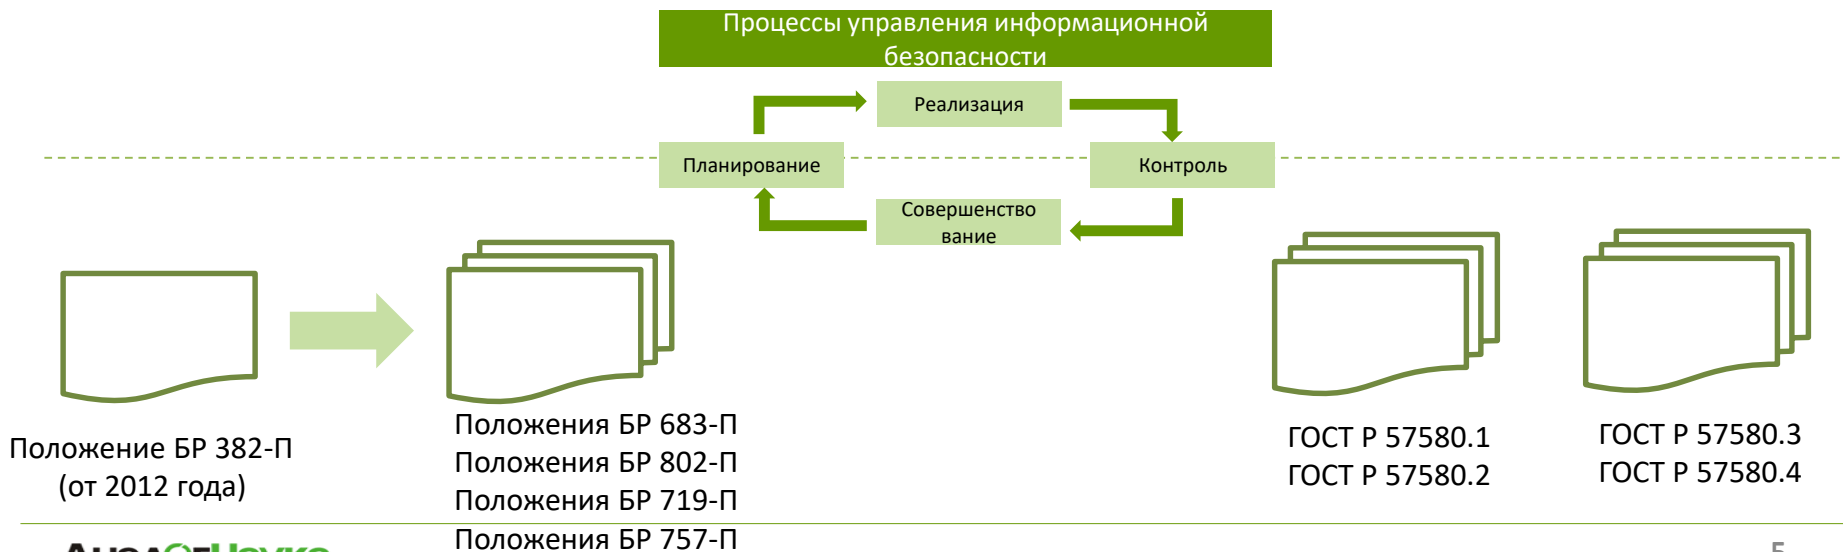 Процессы управления информационной
безопасности
Реализация
Планирование
Контроль
Совершенство
вание
Положение БР 382-П
(от 2012 года)
Положения БР 683-П
Положения БР 802-П
Положения БР 719-П
Положения БР 757-П
ГОСТ Р 57580.1
ГОСТ Р 57580.2
ГОСТ Р 57580.3
ГОСТ Р 57580.4